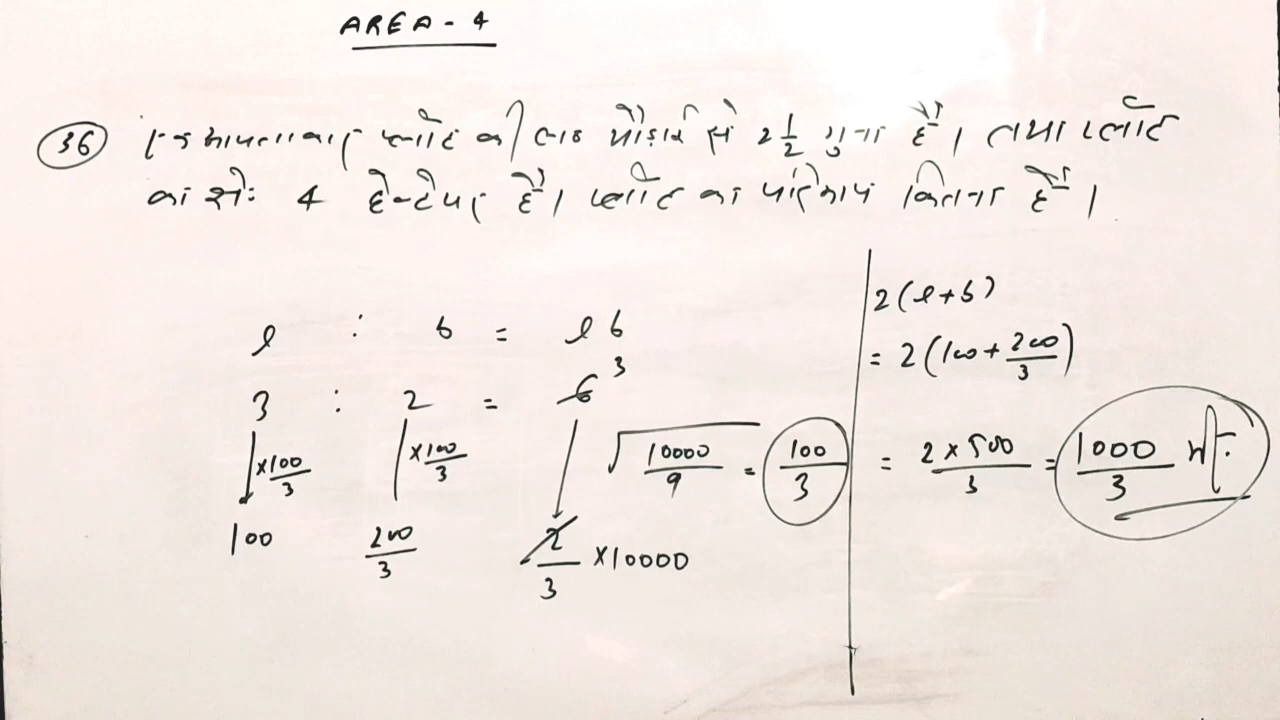 AREA - 4
36 एक आयताकार प्लॉट की लंo चौड़ाई से 2 1/2 गुना है। तथा प्लॉट
का क्षेo 4 हेक्टेयर है। प्लॉट का परिमाप कितना है।
l : b = l b
3 : 2 = 6 3
×100/3 ×100/3 √10000/9 = 100/3
100 200/3 2/3 ×10000
2(l+b)
= 2(100+200/3)
= 2×500/3 = 1000/3 मीo